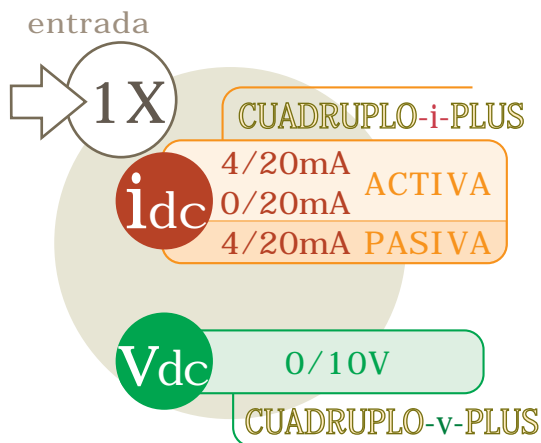 entrada
1X
CUADRUPLO-i-PLUS
idc
4/20mA
0/20mA
ACTIVA
4/20mA PASIVA
Vdc
0/10V
CUADRUPLO-v-PLUS